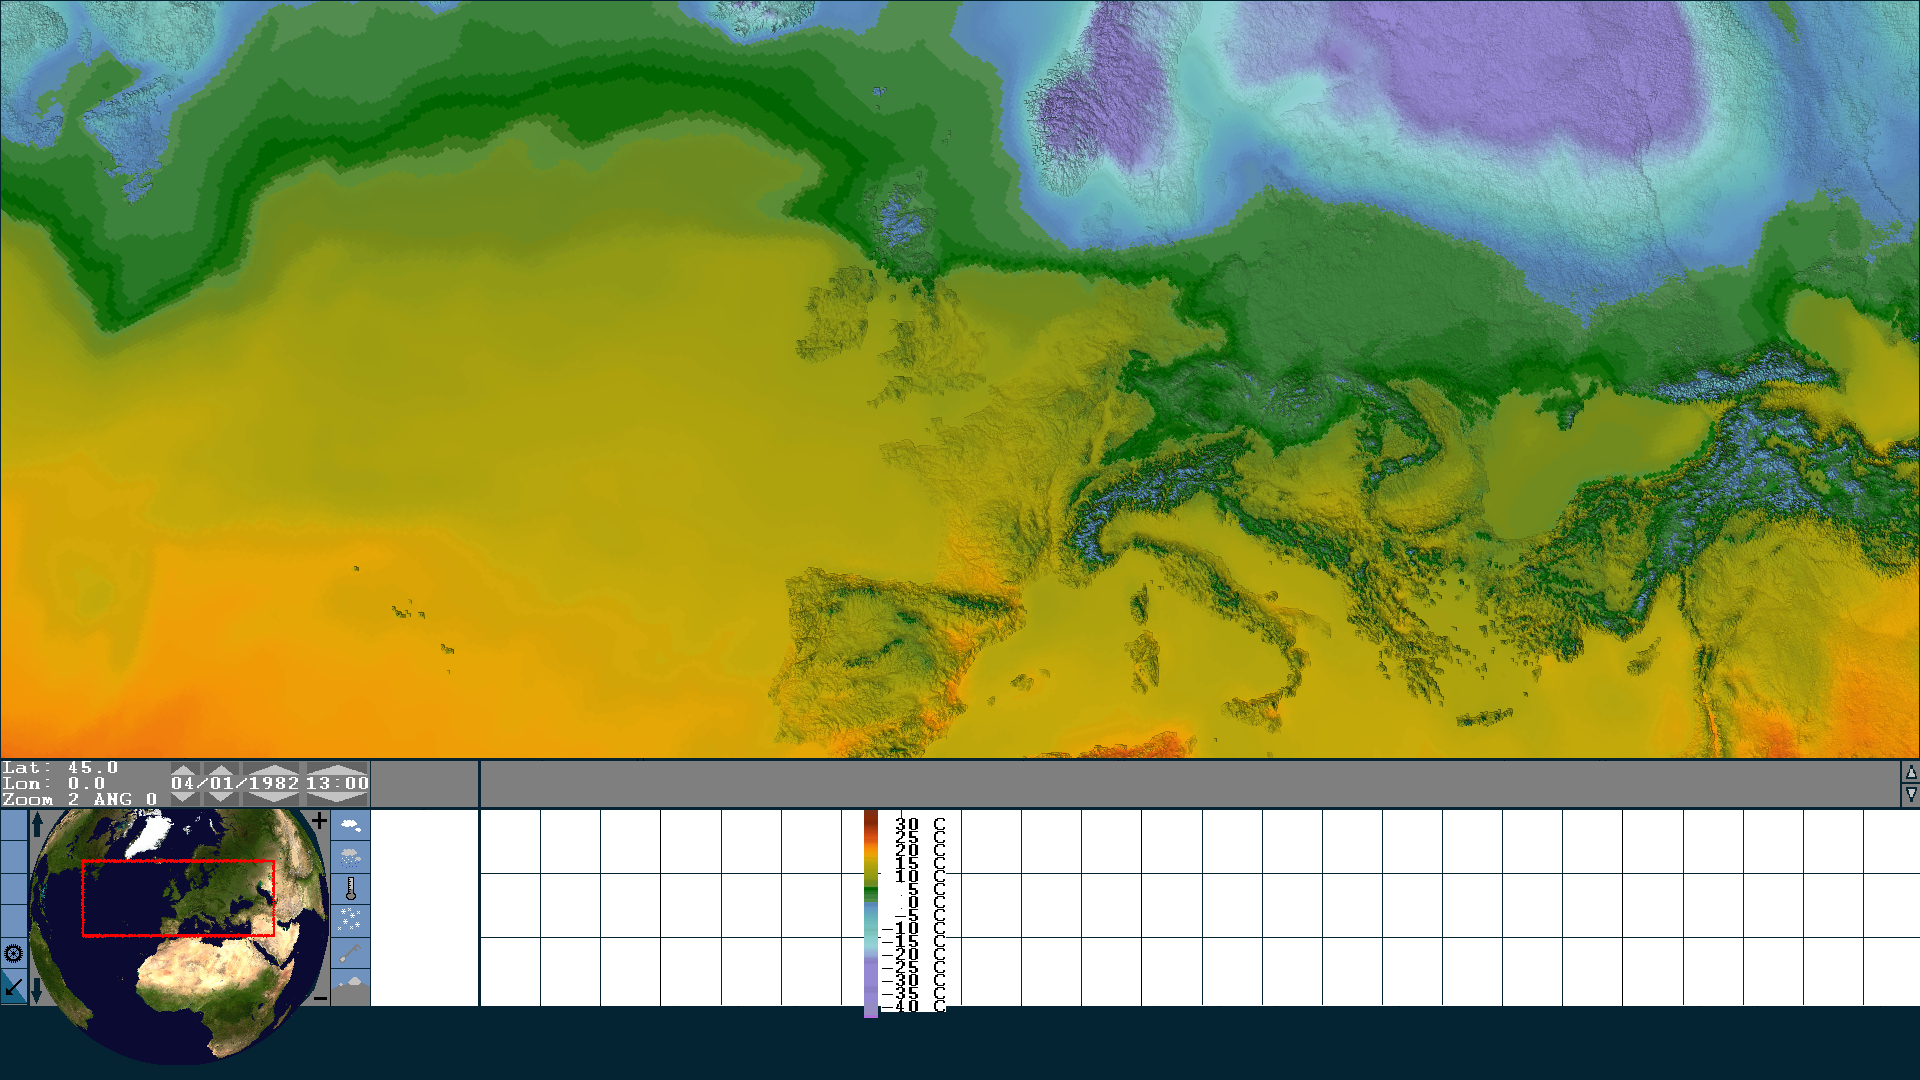 Lat: 45.0
Lon: 0.0
Zoom 2 ANG 0
04/01/1982 13:00
+
−
30 C
25 C
20 C
15 C
10 C
5 C
0 C
-5 C
-10 C
-15 C
-20 C
-25 C
-30 C
-35 C
-40 C